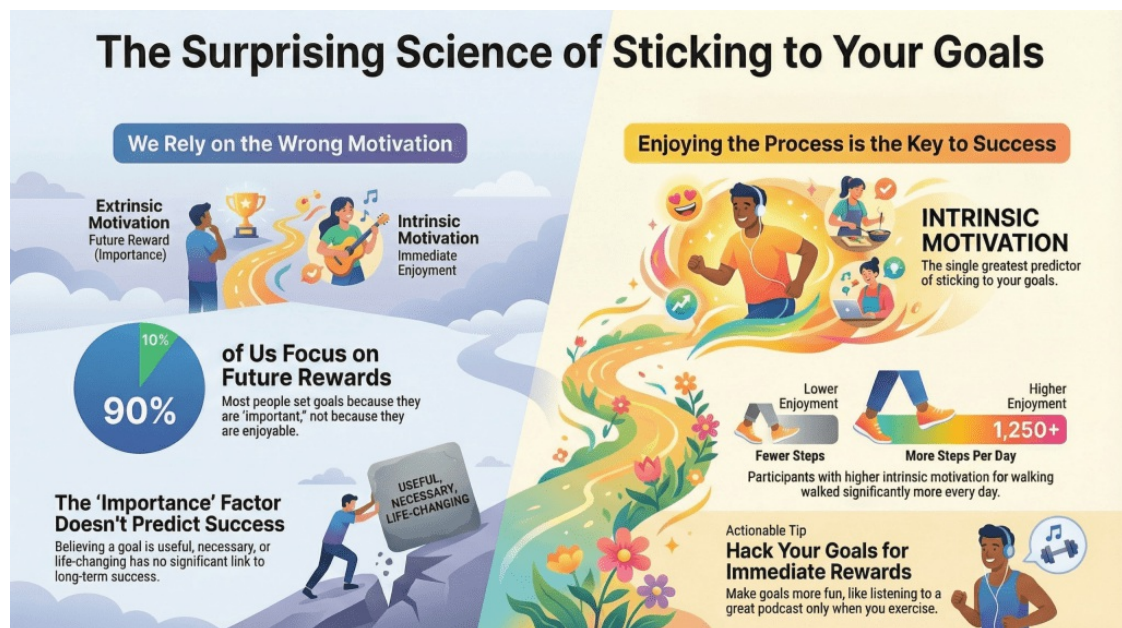 The Surprising Science of Sticking to Your Goals
We Rely on the Wrong Motivation
Extrinsic
Motivation
Future Reward
(Importance)
Intrinsic
Motivation
Immediate
Enjoyment
10%
90%
of Us Focus on
Future Rewards
Most people set goals because they
are 'important," not because they
are enjoyable.
The 'Importance' Factor
Doesn't Predict Success
Believing a goal is useful, necessary, or
life-changing has no significant link to
long-term success.
USEFUL,
NECESSARY,
LIFE-CHANGING
Enjoying the Process is the Key to Success
INTRINSIC
MOTIVATION
The single greatest predictor
of sticking to your goals.
Lower
Enjoyment
Fewer Steps
Higher
Enjoyment
1,250+
More Steps Per Day
Participants with higher intrinsic motivation for walking
walked significantly more every day.
Actionable Tip
Hack Your Goals for
Immediate Rewards
Make goals more fun, like listening to a
great podcast only when you exercise.